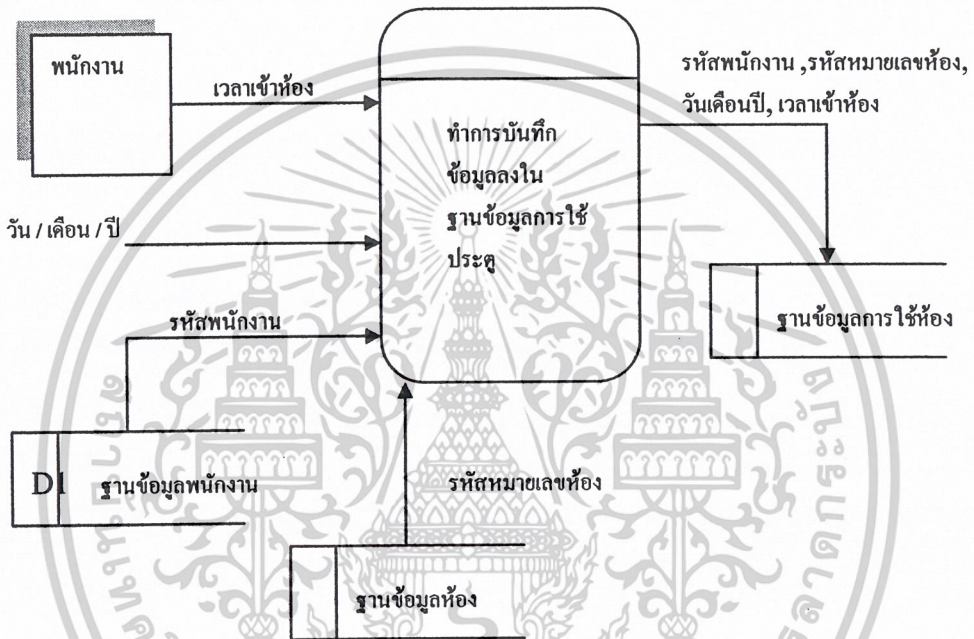 พนักงาน
เวลาเข้าห้อง
รหัสพนักงาน ,รหัสหมายเลขห้อง,
วันเดือนปี, เวลาเข้าห้อง
ทำการบันทึก
ข้อมูลลงใน
ฐานข้อมูลการใช้
ประตู
วัน / เดือน / ปี
ฐานข้อมูลการใช้ห้อง
รหัสพนักงาน
D1 ฐานข้อมูลพนักงาน
รหัสหมายเลขห้อง
ฐานข้อมูลห้อง